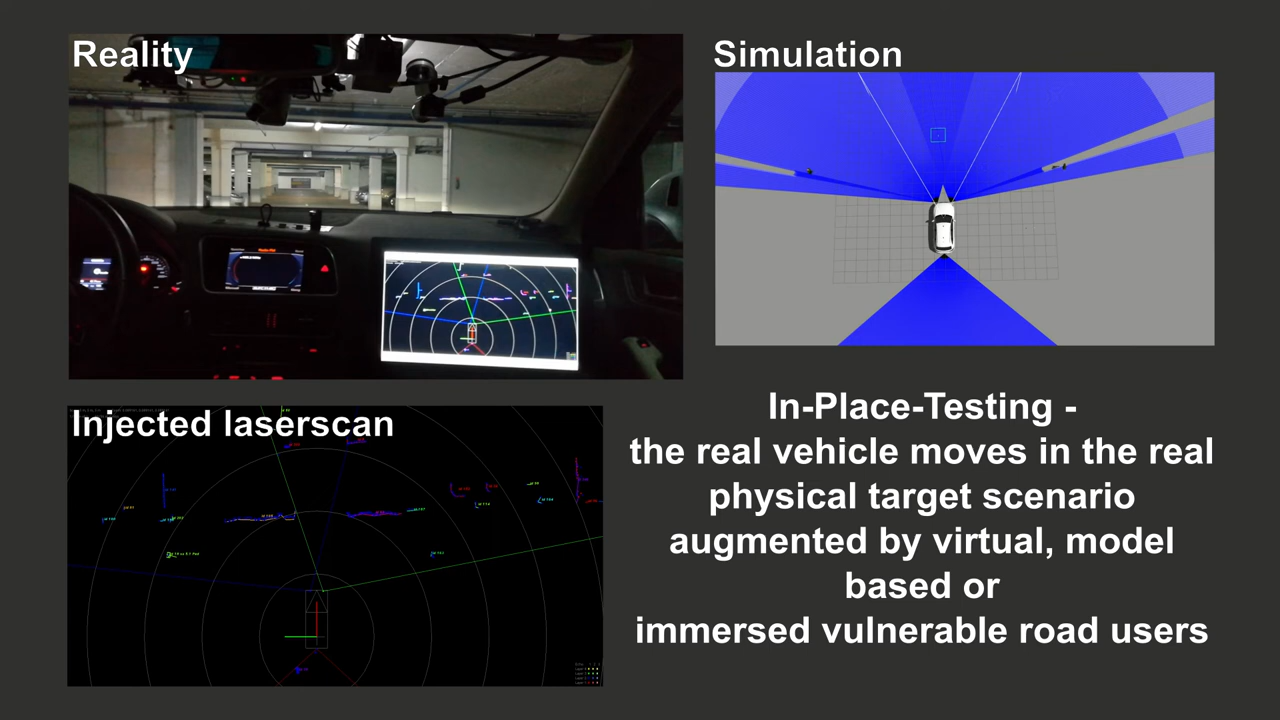 Reality
Simulation
Injected laserscan
In-Place-Testing -
the real vehicle moves in the real
physical target scenario
augmented by virtual, model
based or
immersed vulnerable road users